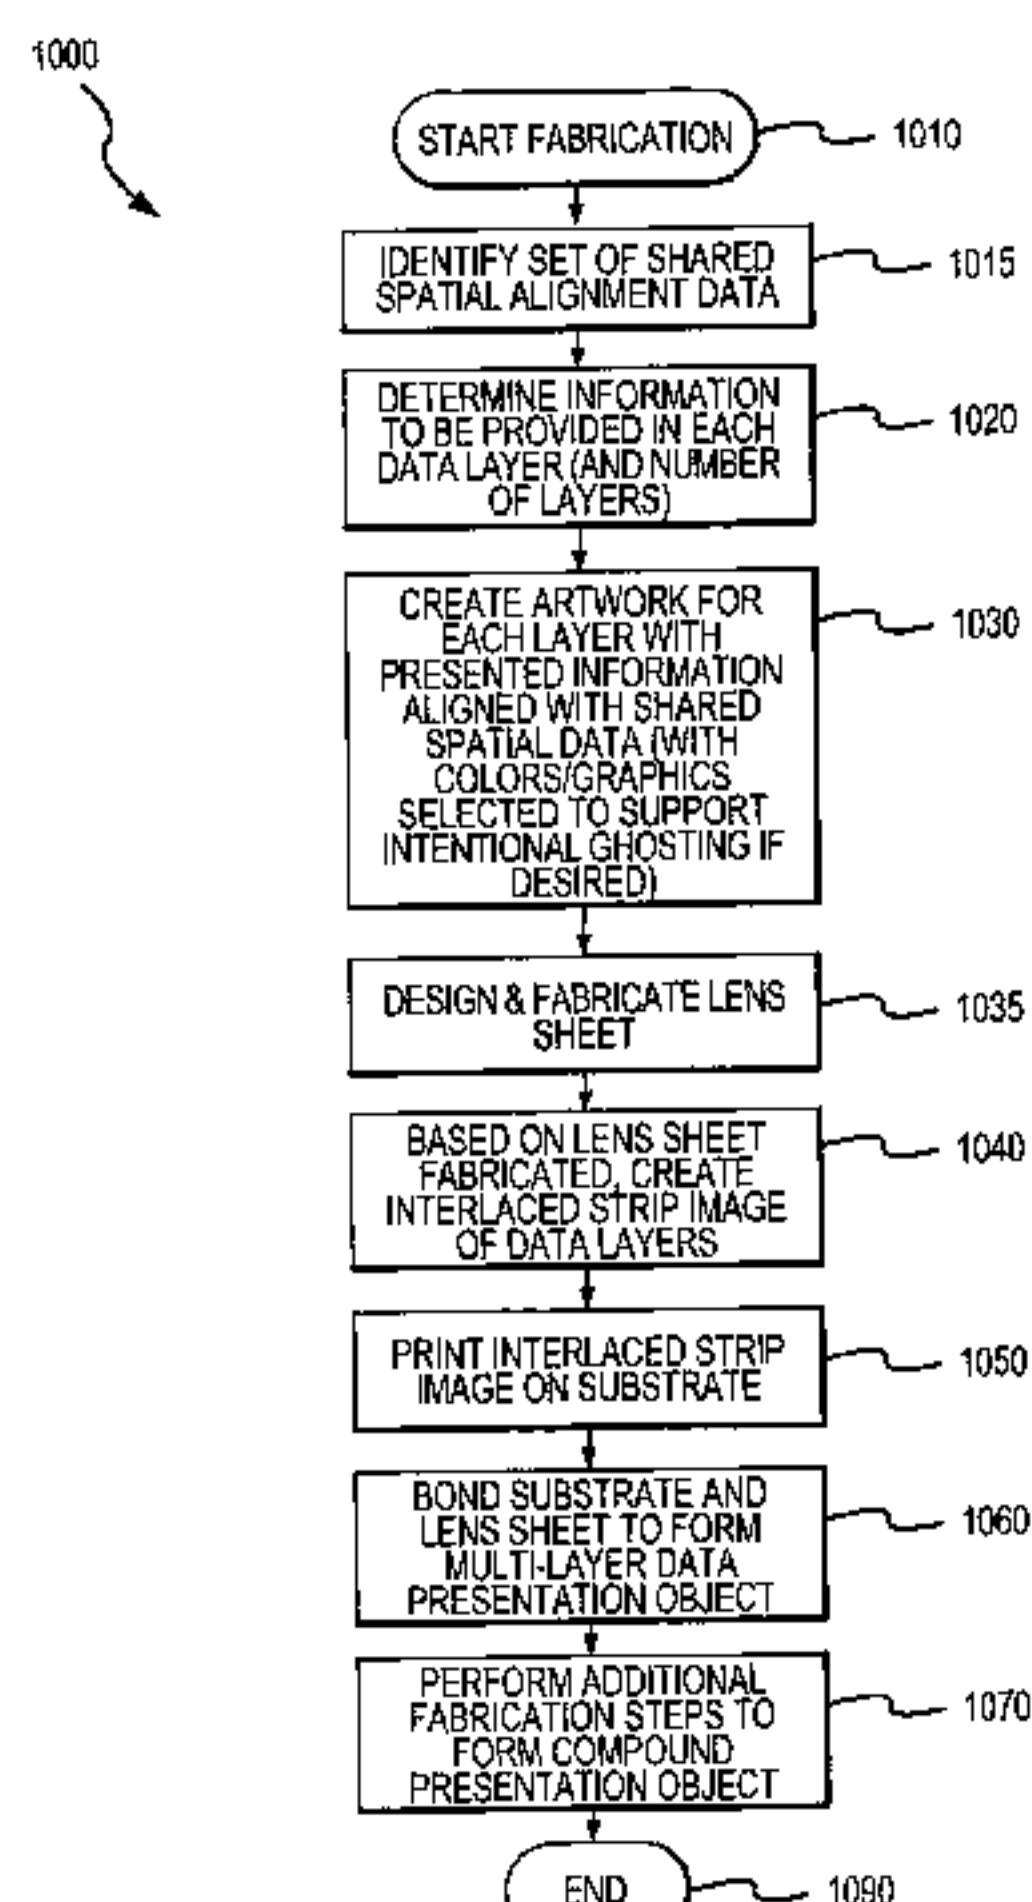 1000
START FABRICATION
1010
IDENTIFY SET OF SHARED
SPATIAL ALIGNMENT DATA
1015
DETERMINE INFORMATION
TO BE PROVIDED IN EACH
DATA LAYER (AND NUMBER
OF LAYERS)
1020
CREATE ARTWORK FOR
EACH LAYER WITH
PRESENTED INFORMATION
ALIGNED WITH SHARED
SPATIAL DATA (WITH
COLORS/GRAPHICS
SELECTED TO SUPPORT
INTENTIONAL GHOSTING IF
DESIRED)
1030
DESIGN & FABRICATE LENS
SHEET
1035
BASED ON LENS SHEET
FABRICATED, CREATE
INTERLACED STRIP IMAGE
OF DATA LAYERS
1040
PRINT INTERLACED STRIP
IMAGE ON SUBSTRATE
1050
BOND SUBSTRATE AND
LENS SHEET TO FORM
MULTI-LAYER DATA
PRESENTATION OBJECT
1060
PERFORM ADDITIONAL
FABRICATION STEPS TO
FORM COMPOUND
PRESENTATION OBJECT
1070
END
1090